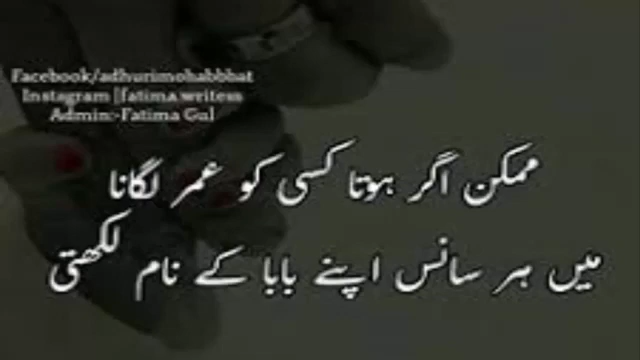 Facebook/adhurimohabbbat
Instagram ||fatima.writess
Admin:-Fatima Gul
ممکن اگر ہوتا کسی کو عمر لگانا
میں ہر سانس اپنے بابا کے نام لکھتی